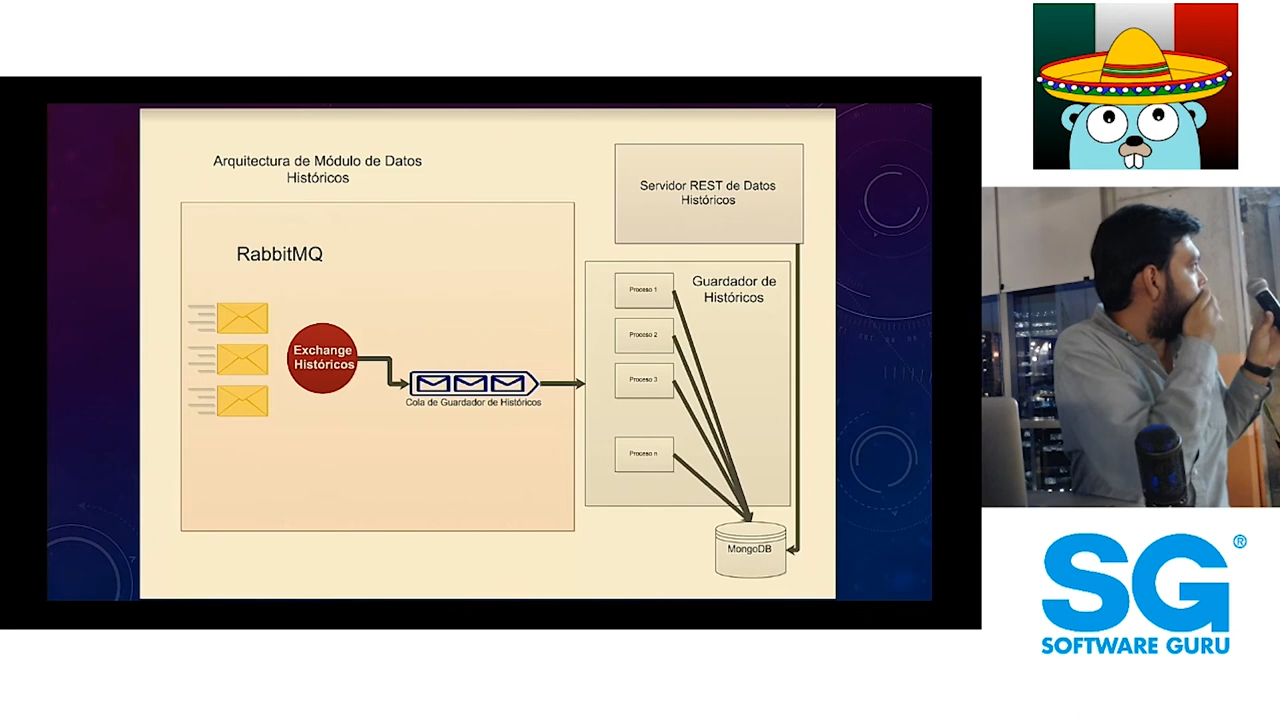 Arquitectura de Módulo de Datos
Históricos
RabbitMQ
Exchange
Históricos
Cola de Guardador de Históricos
Servidor REST de Datos
Históricos
Guardador de
Históricos
Proceso 1
Proceso 2
Proceso 3
Proceso n
MongoDB
SG®
SOFTWARE GURU